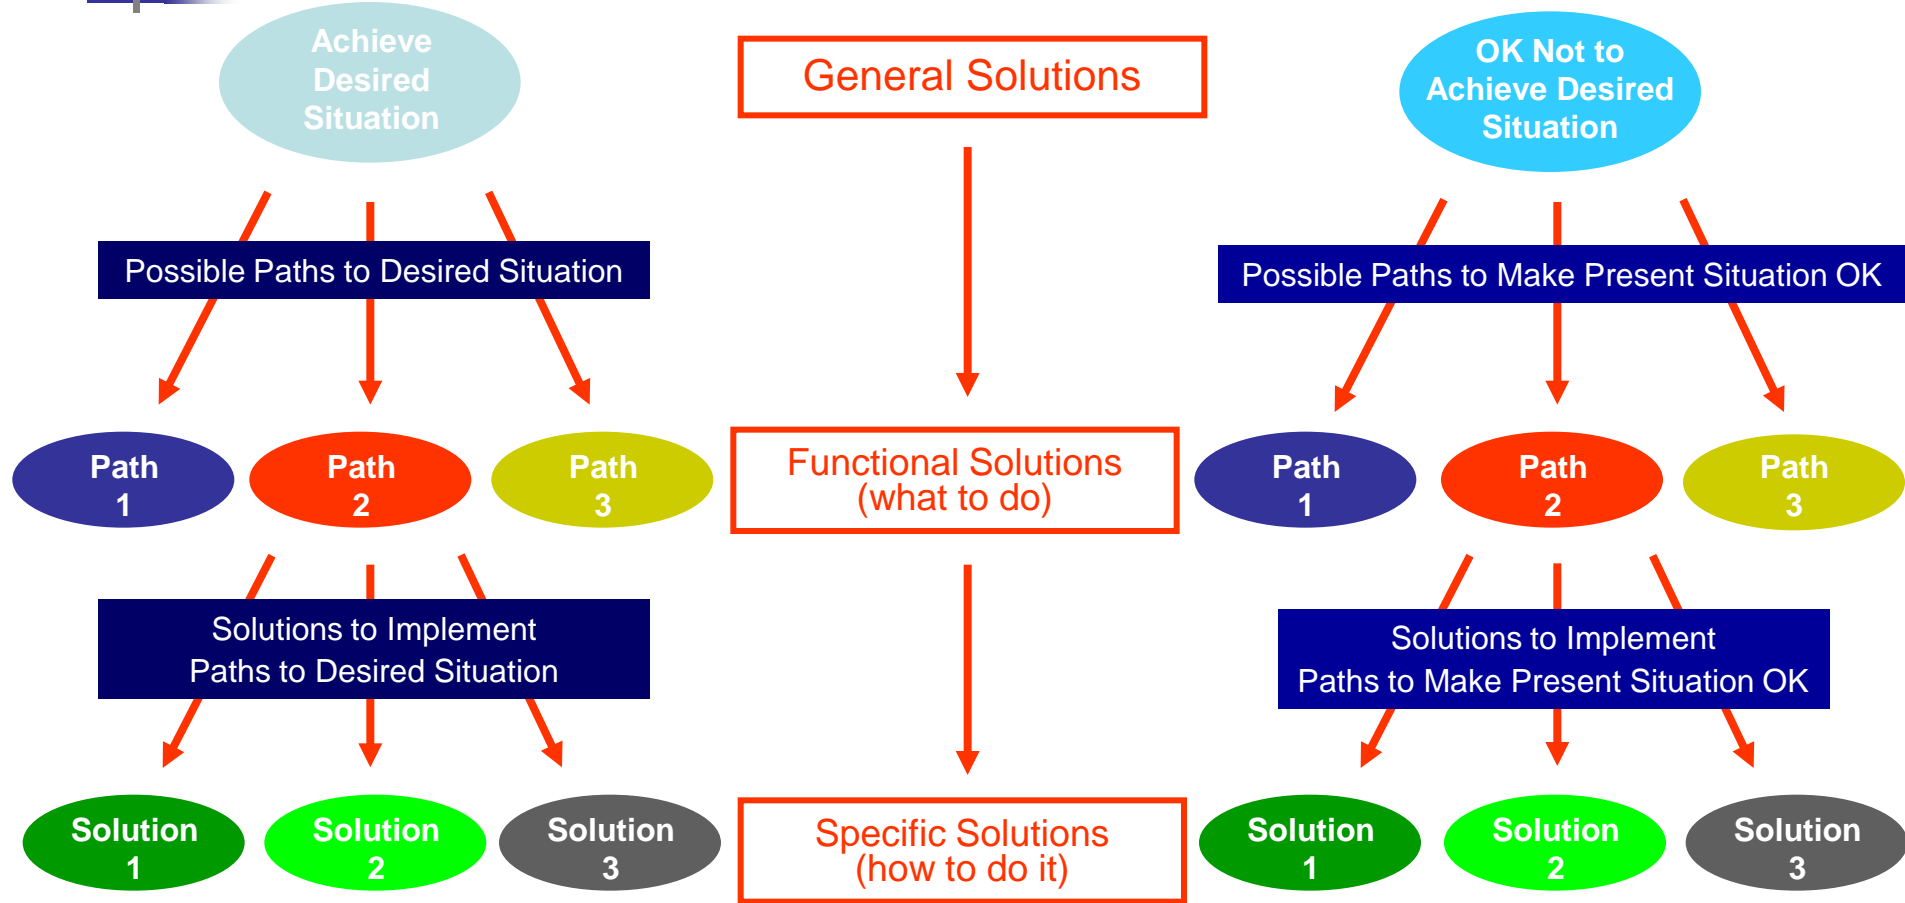 Achieve
Desired
Situation
General Solutions
OK Not to
Achieve Desired
Situation
Possible Paths to Desired Situation
Possible Paths to Make Present Situation OK
Path
1
Path
2
Path
3
Functional Solutions
(what to do)
Path
1
Path
2
Path
3
Solutions to Implement
Paths to Desired Situation
Solutions to Implement
Paths to Make Present Situation OK
Solution
1
Solution
2
Solution
3
Specific Solutions
(how to do it)
Solution
1
Solution
2
Solution
3